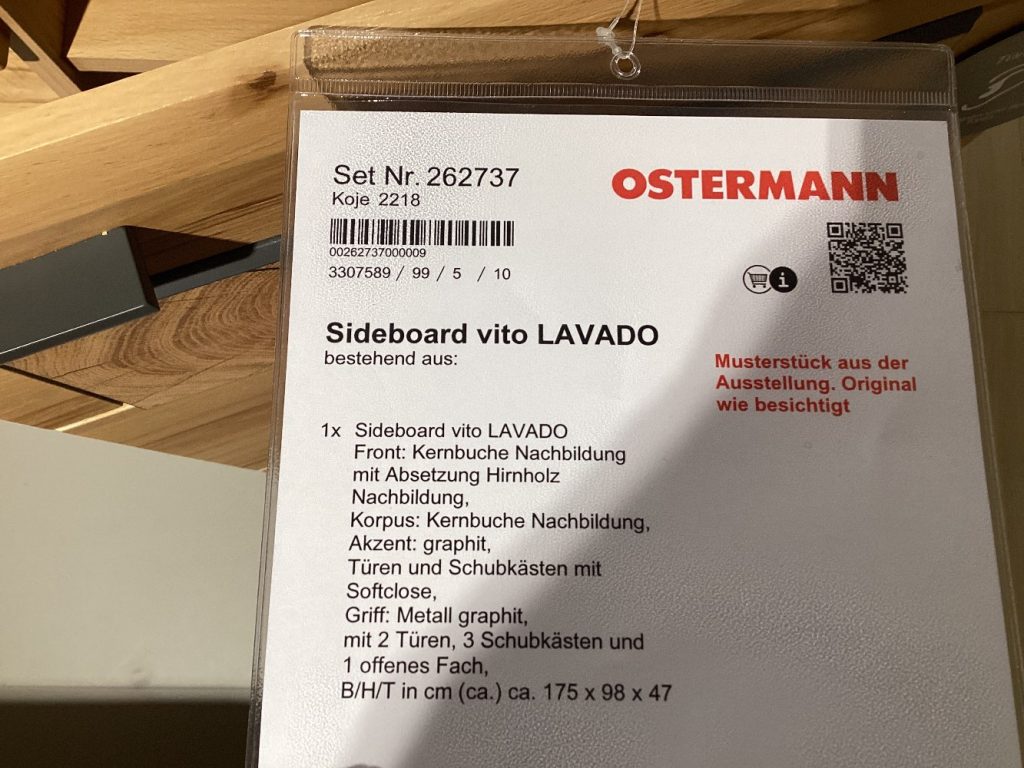 Set Nr. 262737
Koje 2218
OSTERMANN
00262737000009
3307589 / 99 / 5 / 10
i
Sideboard vito LAVADO
bestehend aus:
Musterstück aus der
Ausstellung. Original
wie besichtigt
1x Sideboard vito LAVADO
Front: Kernbuche Nachbildung
mit Absetzung Hirnholz
Nachbildung,
Korpus: Kernbuche Nachbildung,
Akzent: graphit,
Türen und Schubkästen mit
Softclose,
Griff: Metall graphit,
mit 2 Türen, 3 Schubkästen und
1 offenes Fach,
B/H/T in cm (ca.) ca. 175 x 98 x 47